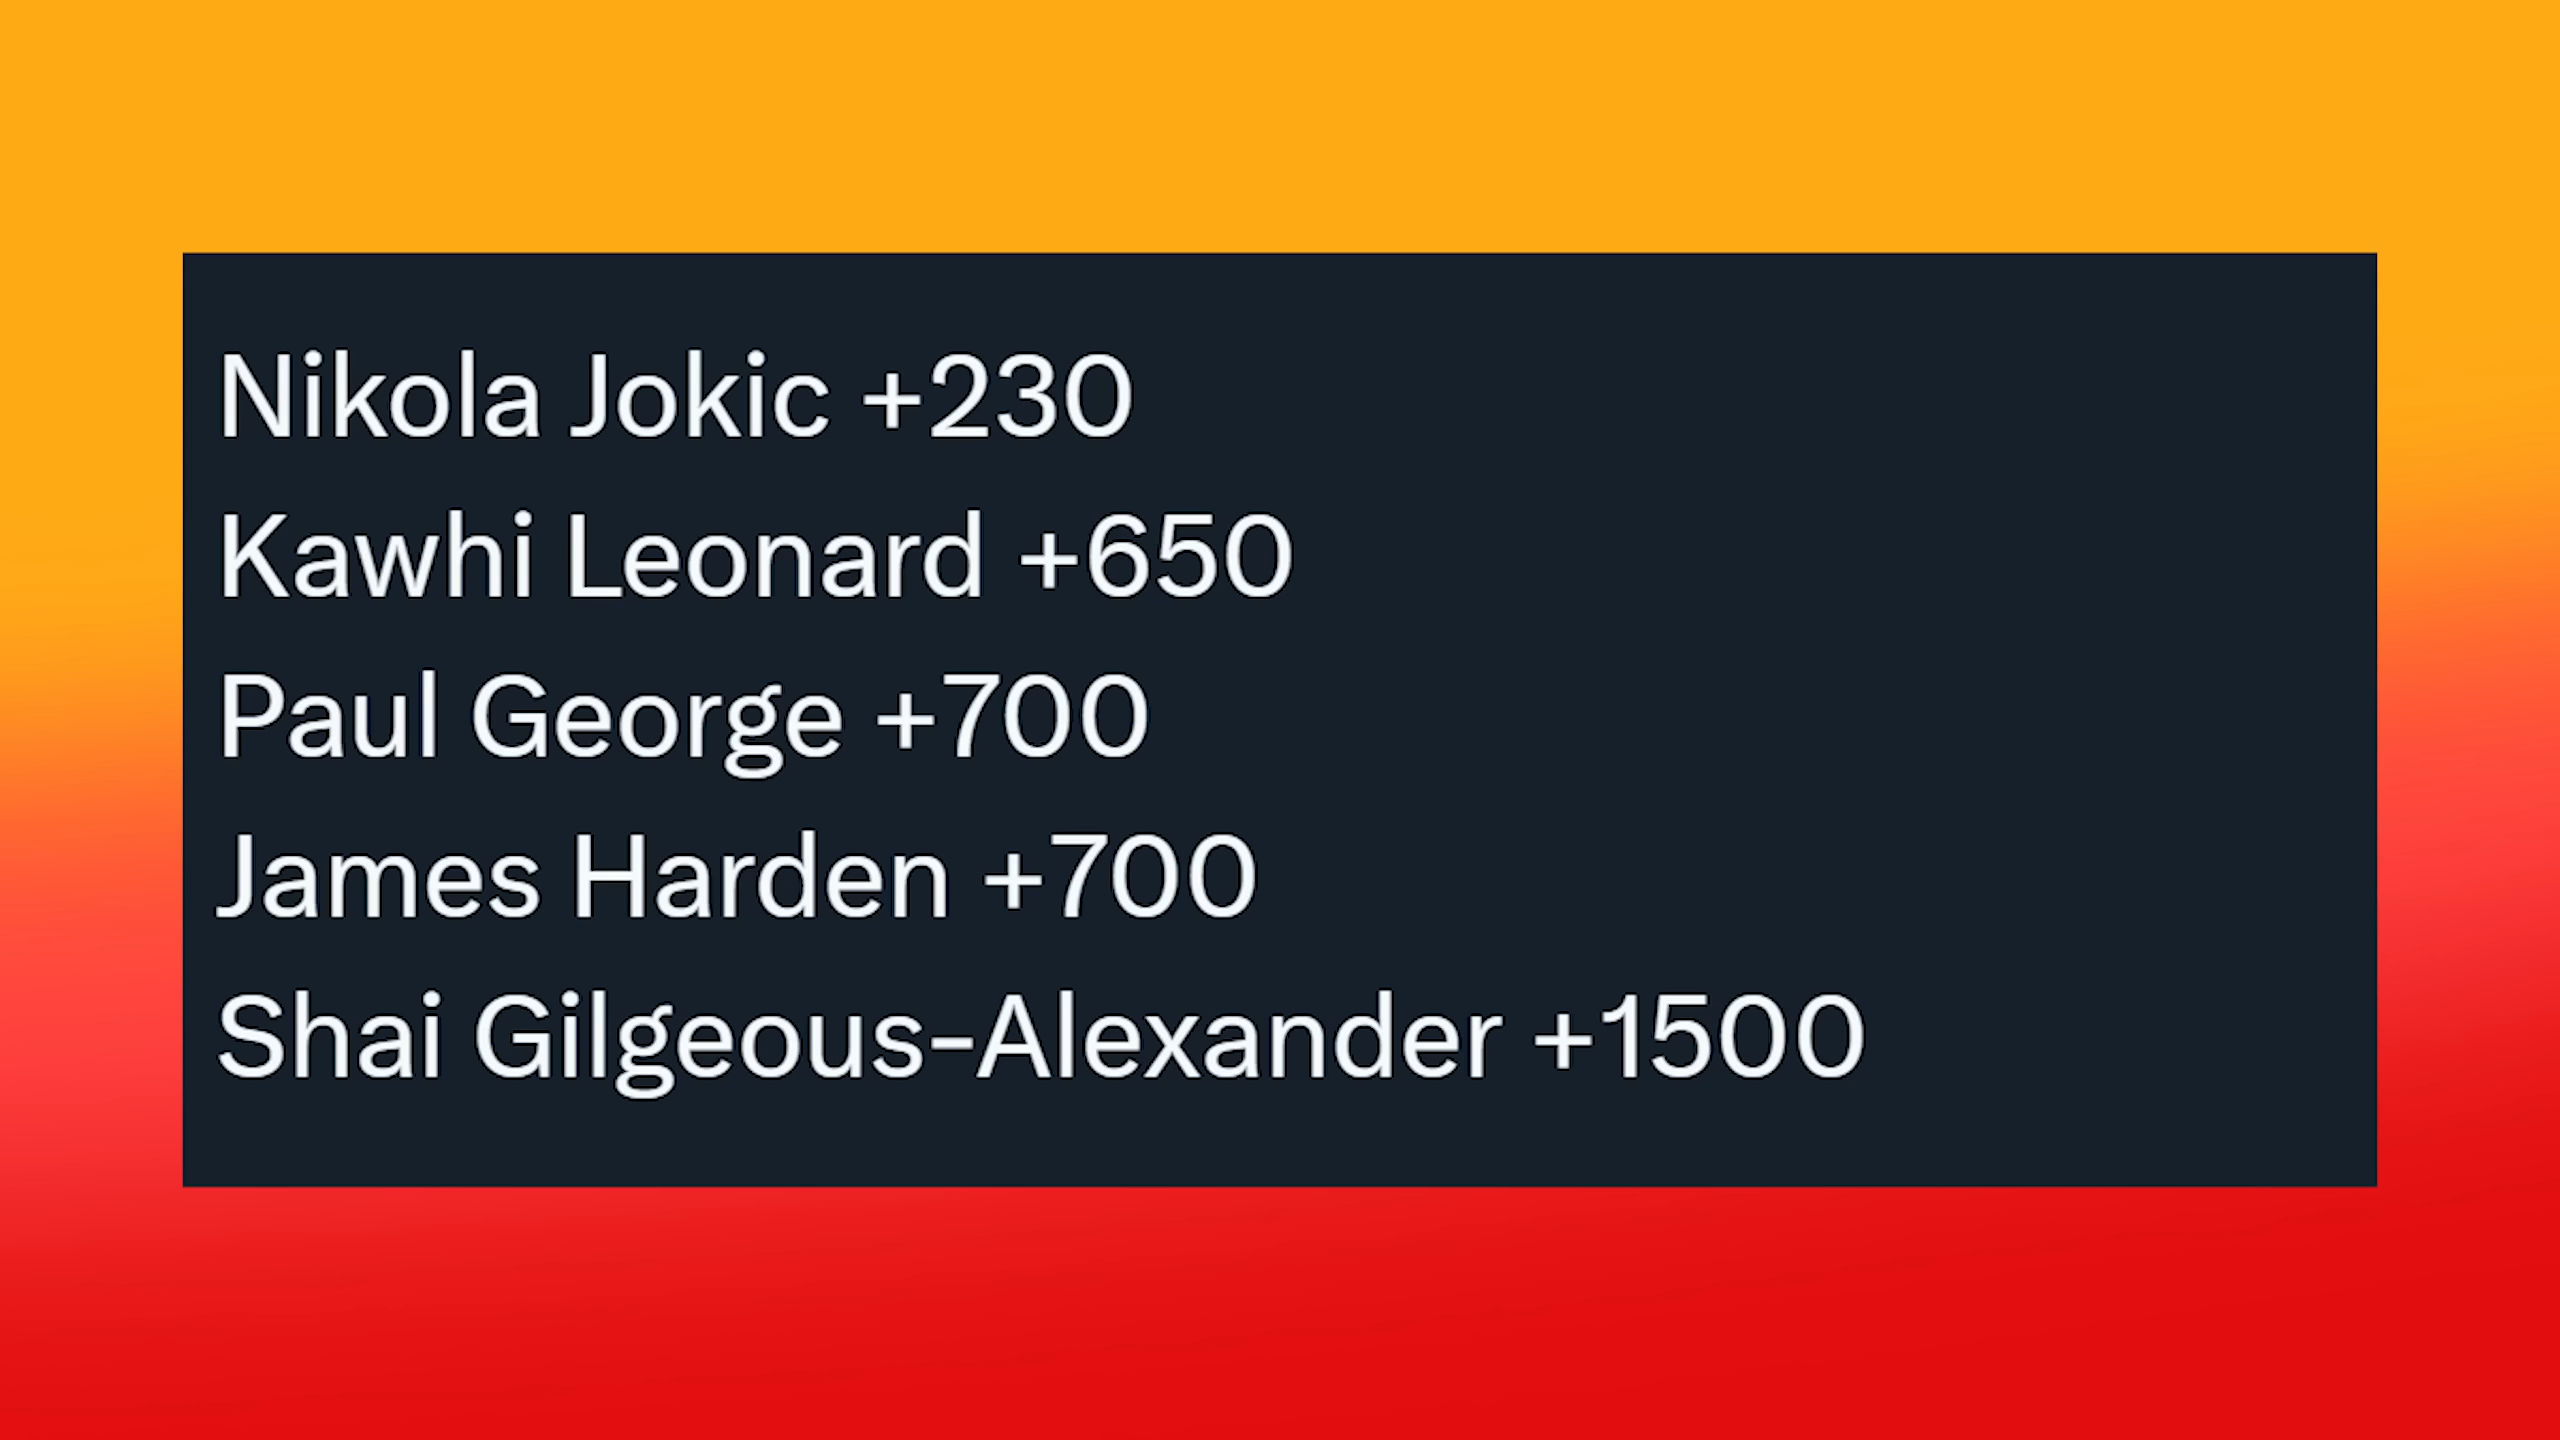 Nikola Jokic +230
Kawhi Leonard +650
Paul George +700
James Harden +700
Shai Gilgeous-Alexander +1500